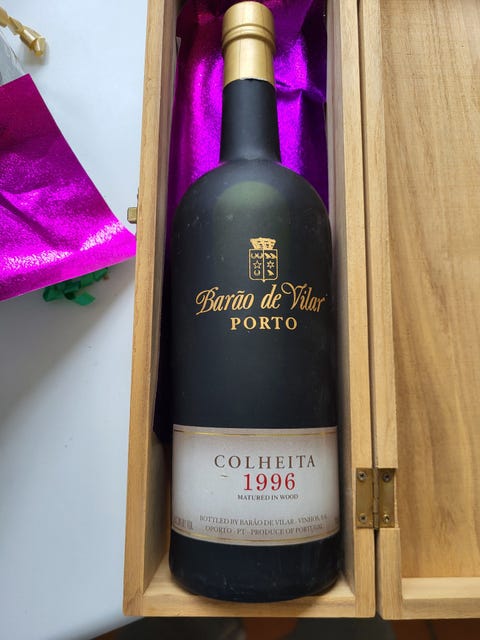 Barão de Vilar
PORTO
COLHEITA
1996
MATURED IN WOOD
BOTTLED BY BARÃO DE VILAR - VINHOS, S.A.
OPORTO - PT - PRODUCE OF PORTUGAL